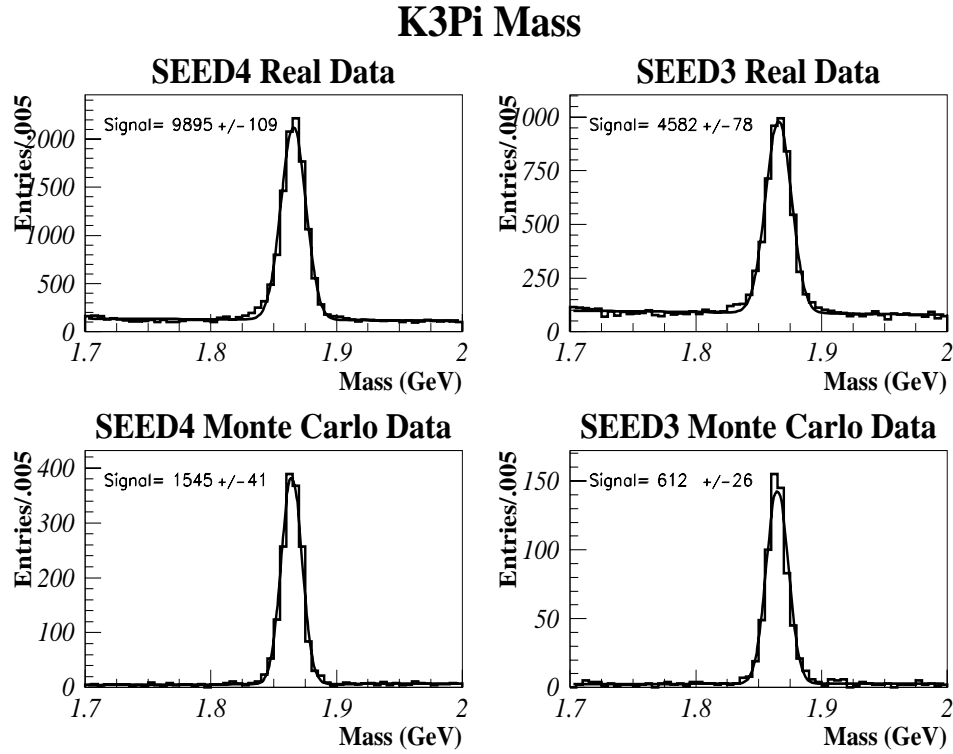 K3Pi Mass
SEED4 Real Data
Entries/.005
Signal= 9895 +/-109
2000
1500
1000
500
0
1.7 1.8 1.9 2
Mass (GeV)
SEED3 Real Data
Entries/.005
Signal= 4582 +/-78
1000
750
500
250
0
1.7 1.8 1.9 2
Mass (GeV)
SEED4 Monte Carlo Data
Entries/.005
Signal= 1545 +/-41
400
300
200
100
0
1.7 1.8 1.9 2
Mass (GeV)
SEED3 Monte Carlo Data
Entries/.005
Signal= 612 +/-26
150
100
50
0
1.7 1.8 1.9 2
Mass (GeV)